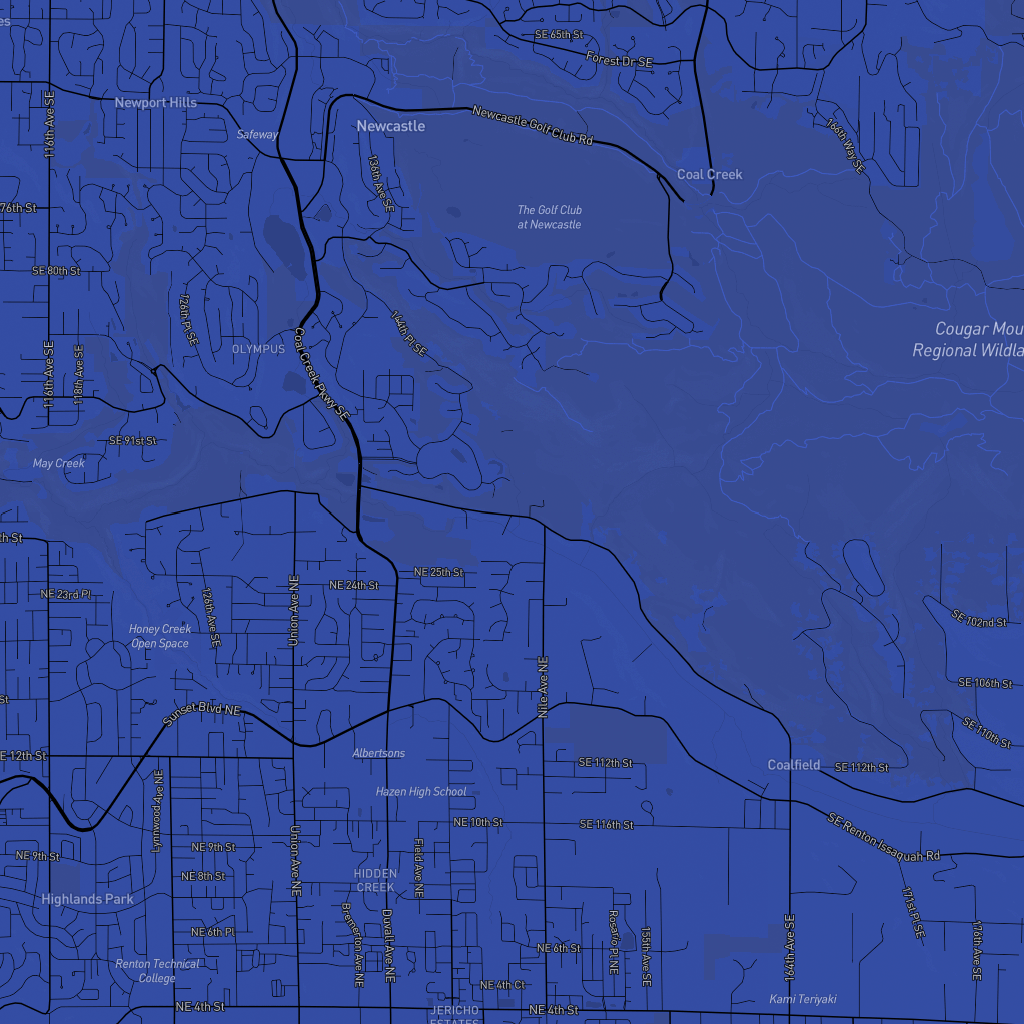 SE 65th St
Forest Dr SE
Newport Hills
116th Ave SE
Safeway
Newcastle
Newcastle Golf Club Rd
166th Way SE
136th Ave SE
Coal Creek
76th St
The Golf Club
at Newcastle
SE 80th St
126th Pl SE
144th Pl SE
Cougar Mou
Regional Wildla
OLYMPUS
116th Ave SE
118th Ave SE
Coal Creek Pkwy SE
SE 91st St
May Creek
th St
NE 25th St
NE 24th St
NE 23rd Pl
126th Ave SE
Union Ave NE
Honey Creek
Open Space
SE 102nd St
Nile Ave NE
SE 106th St
St
Sunset Blvd NE
SE 110th St
E 12th St
Albertsons
SE 112th St
Coalfield
SE 112th St
Hazen High School
Lynnwood Ave NE
NE 10th St
SE 116th St
SE Renton Issaquah Rd
NE 9th St
NE 9th St
Union Ave NE
Field Ave NE
NE 8th St
HIDDEN
CREEK
Highlands Park
171st Pl SE
NE 6th Pl
Bremerton Ave NE
Duvall Ave NE
Rosario Pl NE
155th Ave SE
164th Ave SE
176th Ave SE
NE 6th St
Renton Technical
College
NE 4th Ct
NE 4th St
JERICHO
ESTATES
NE 4th St
Kami Teriyaki